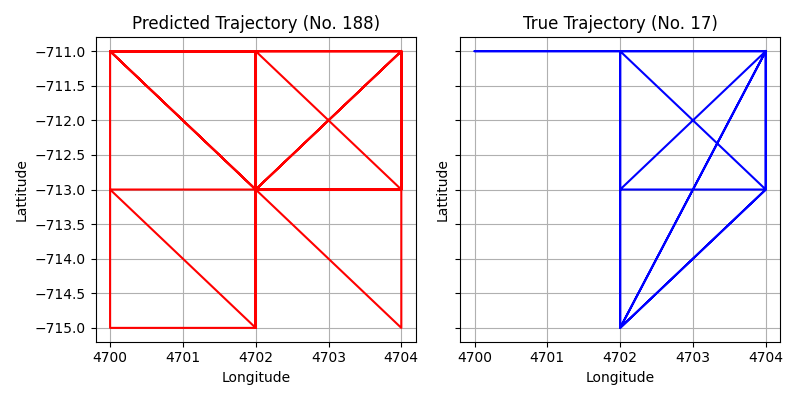 Predicted Trajectory (No. 188)
True Trajectory (No. 17)
−711.0
−711.5
−712.0
−712.5
−713.0
−713.5
−714.0
−714.5
−715.0
Lattitude
Lattitude
4700 4701 4702 4703 4704
4700 4701 4702 4703 4704
Longitude
Longitude